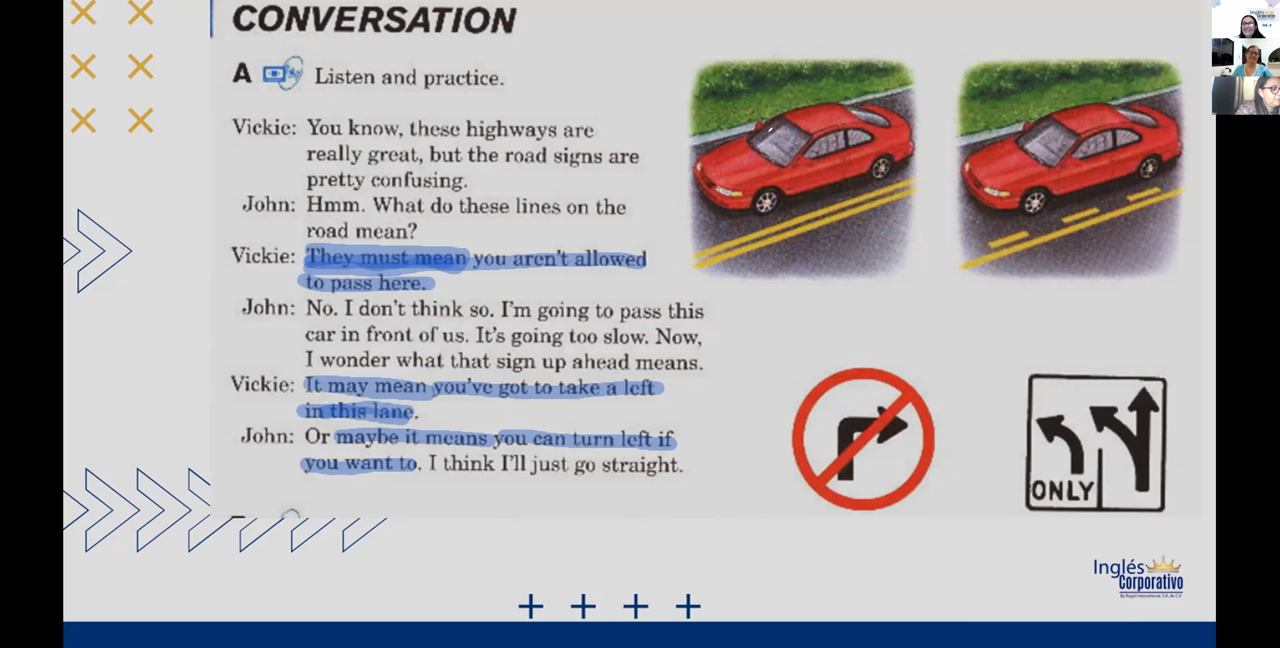 CONVERSATION
A Listen and practice.
Vickie: You know, these highways are
really great, but the road signs are
pretty confusing.
John: Hmm. What do these lines on the
road mean?
Vickie: They must mean you aren't allowed
to pass here.
John: No. I don't think so. I'm going to pass this
car in front of us. It's going too slow. Now,
I wonder what that sign up ahead means.
Vickie: It may mean you've got to take a left
in this lane.
John: Or maybe it means you can turn left if
you want to. I think I'll just go straight.
ONLY
Inglés
Corporativo